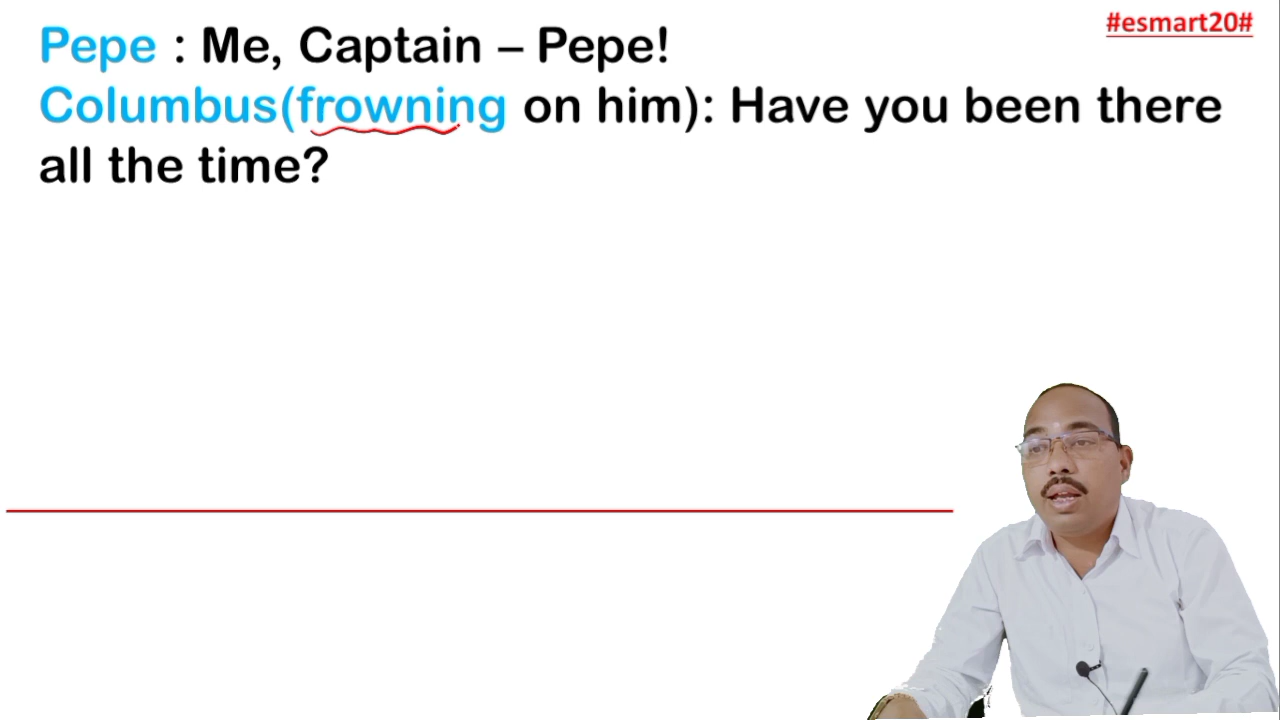 #esmart20#
Pepe : Me, Captain – Pepe!
Columbus(frowning on him): Have you been there
all the time?